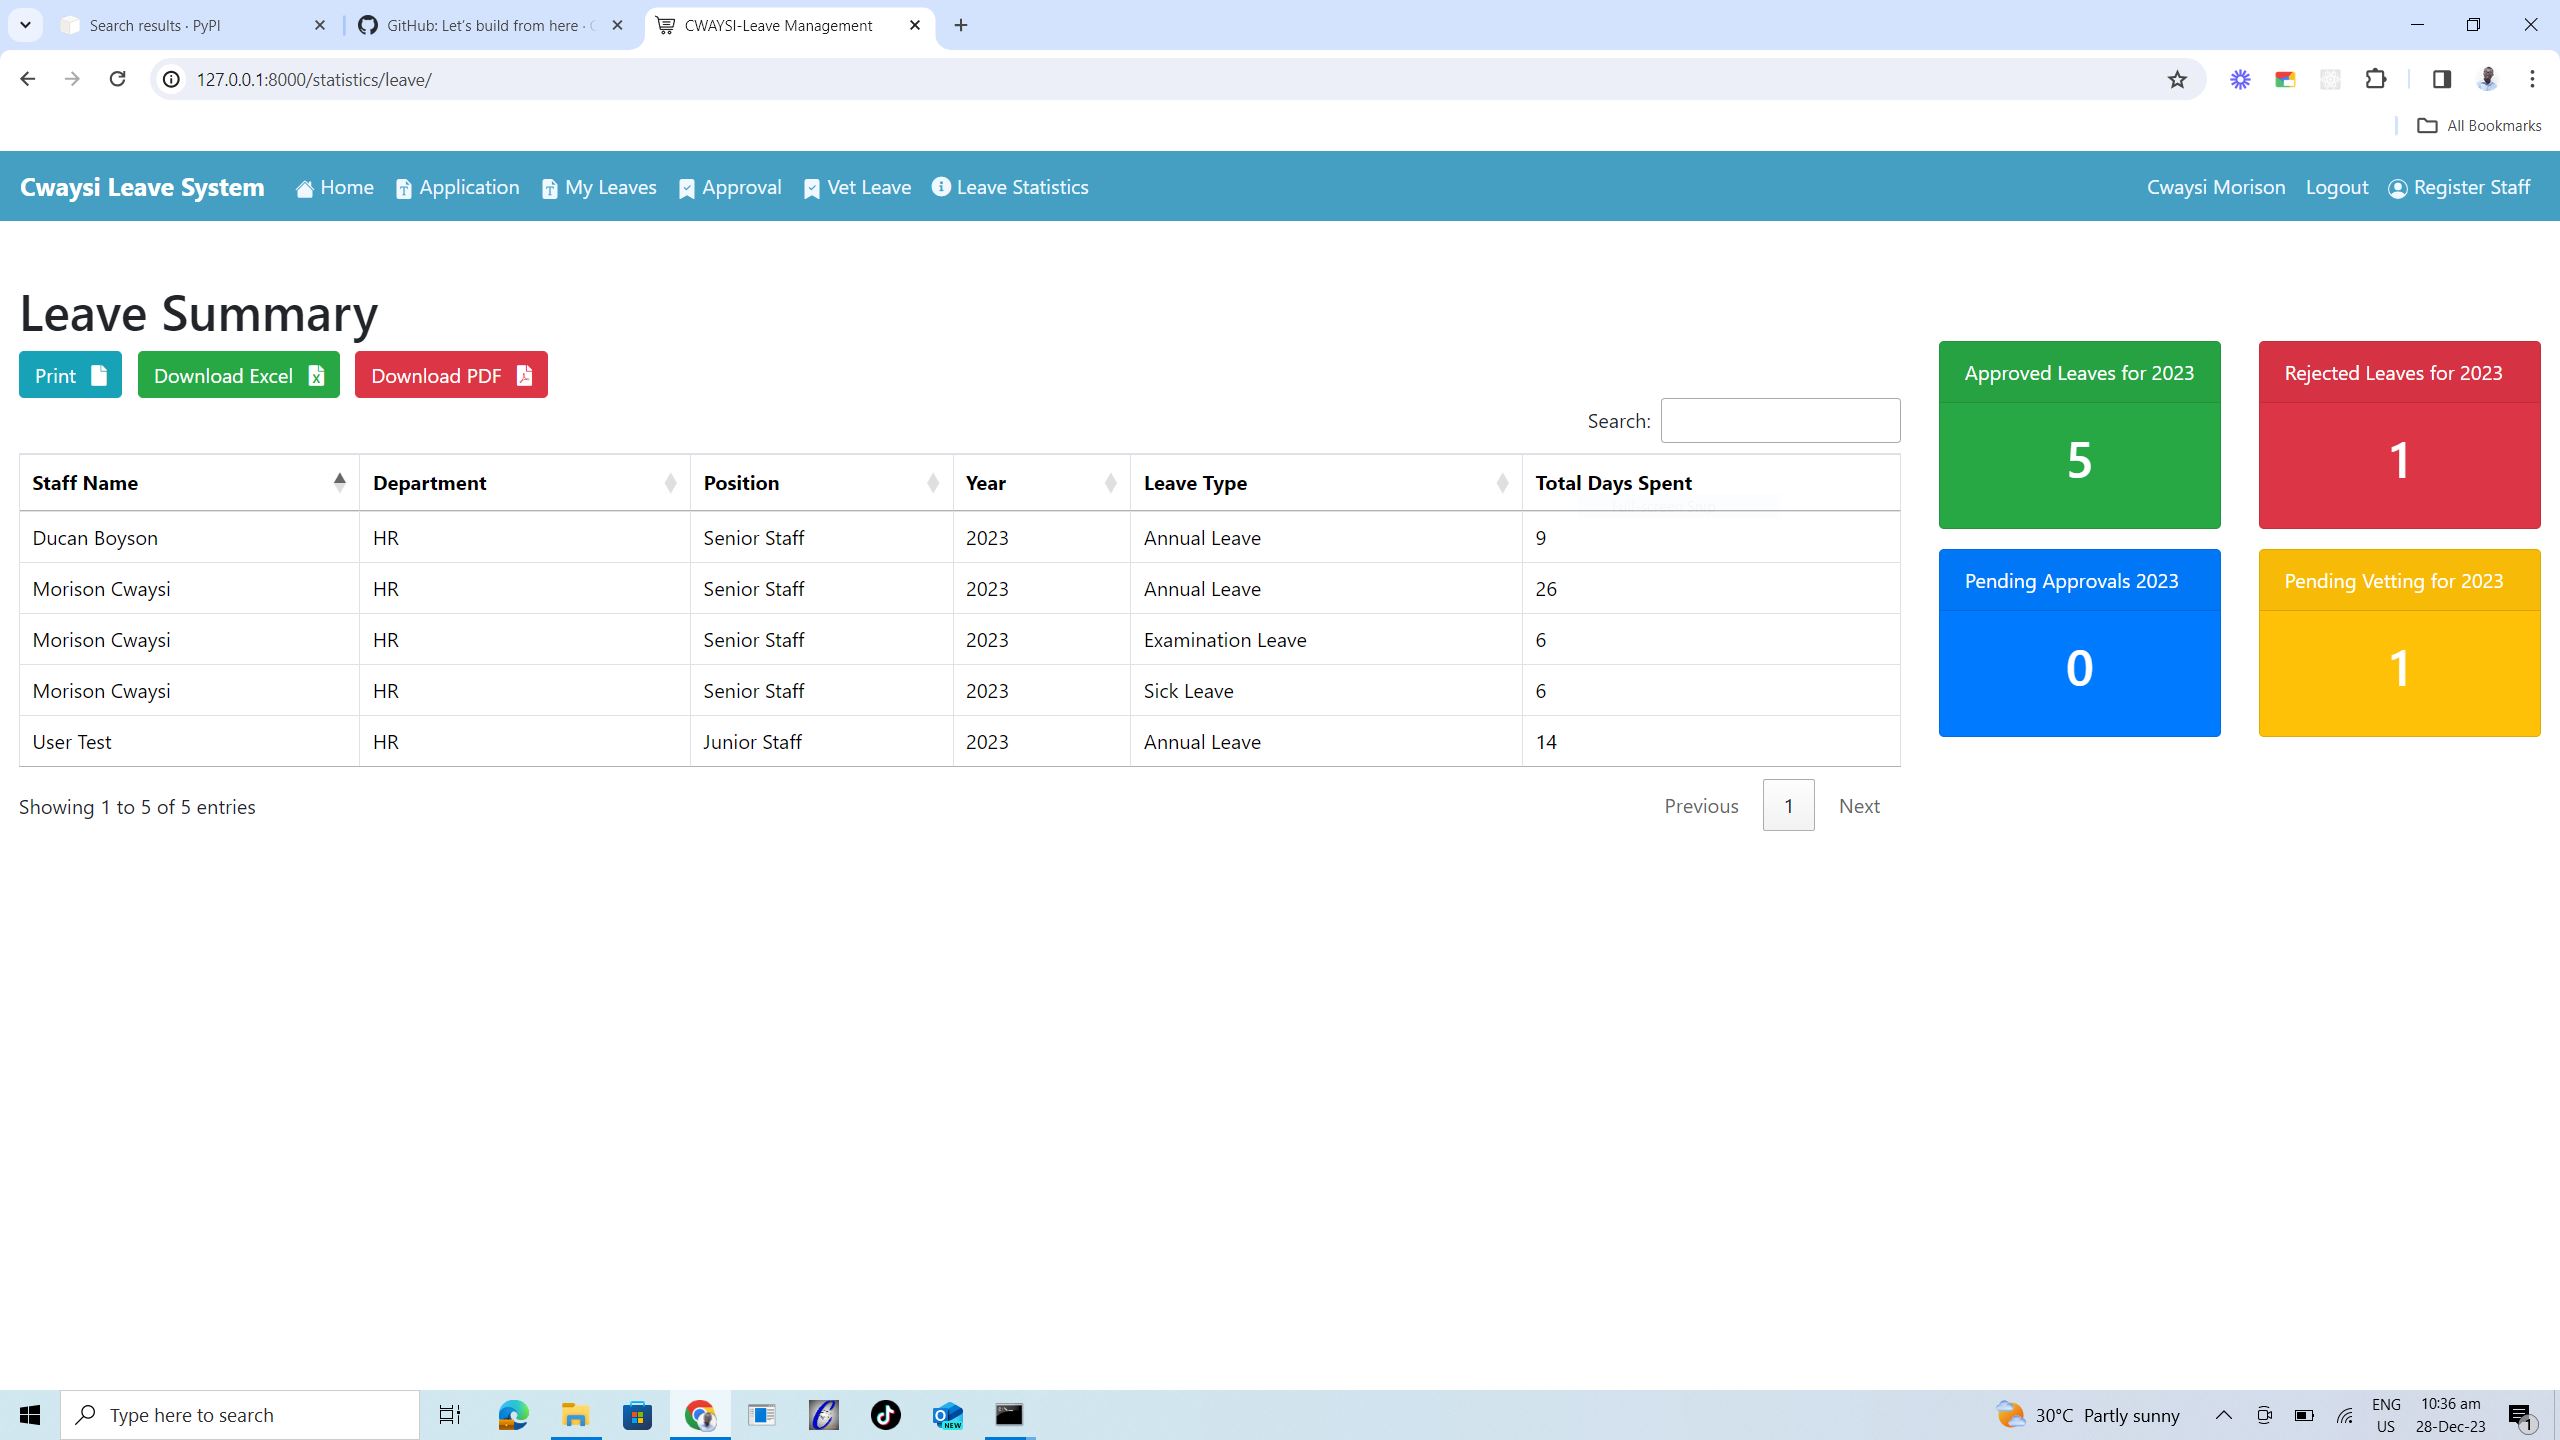 Search results · PyPI
GitHub: Let's build from here ·
CWAYSI-Leave Management
127.0.0.1:8000/statistics/leave/
All Bookmarks
Cwaysi Leave System Home Application My Leaves Approval Vet Leave Leave Statistics Cwaysi Morison Logout Register Staff
Leave Summary
Print Download Excel Download PDF
Search:
Staff Name Department Position Year Leave Type Total Days Spent
Ducan Boyson HR Senior Staff 2023 Annual Leave 9
Morison Cwaysi HR Senior Staff 2023 Annual Leave 26
Morison Cwaysi HR Senior Staff 2023 Examination Leave 6
Morison Cwaysi HR Senior Staff 2023 Sick Leave 6
User Test HR Junior Staff 2023 Annual Leave 14
Showing 1 to 5 of 5 entries
Previous 1 Next
Approved Leaves for 2023
5
Rejected Leaves for 2023
1
Pending Approvals 2023
0
Pending Vetting for 2023
1
Type here to search
NEW
30°C Partly sunny
ENG
US
10:36 am
28-Dec-23
1